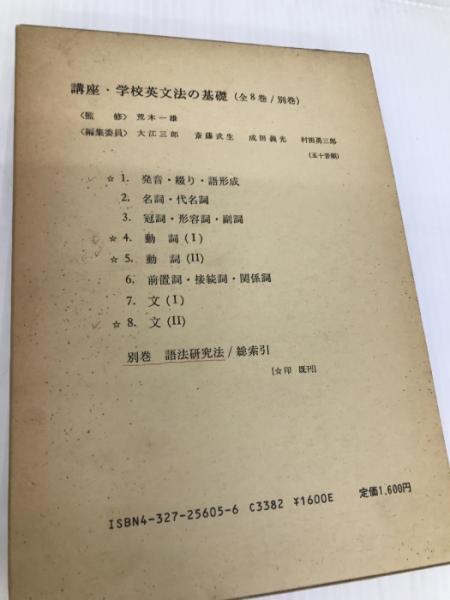 講座・学校英文法の基礎 (全8巻/別巻)
〈監 修〉 荒木一雄
〈編集委員〉 大江三郎 斎藤武生 成田義光 村田勇三郎
(五十音順)
☆ 1. 発音・綴り・語形成
2. 名詞・代名詞
3. 冠詞・形容詞・副詞
☆ 4. 動 詞 (I)
☆ 5. 動 詞 (II)
6. 前置詞・接続詞・関係詞
7. 文 (I)
☆ 8. 文 (II)
別巻 語法研究法/総索引
[☆印 既刊]
ISBN4-327-25605-6 C3382 ¥1600E 定価1,600円